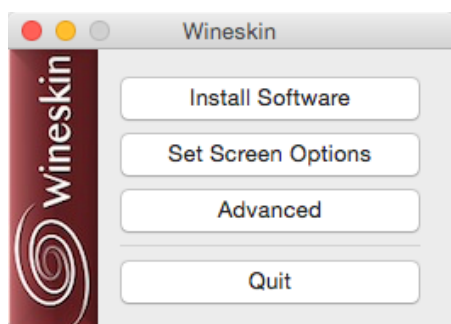 Wineskin
wineskin
Install Software
Set Screen Options
Advanced
Quit